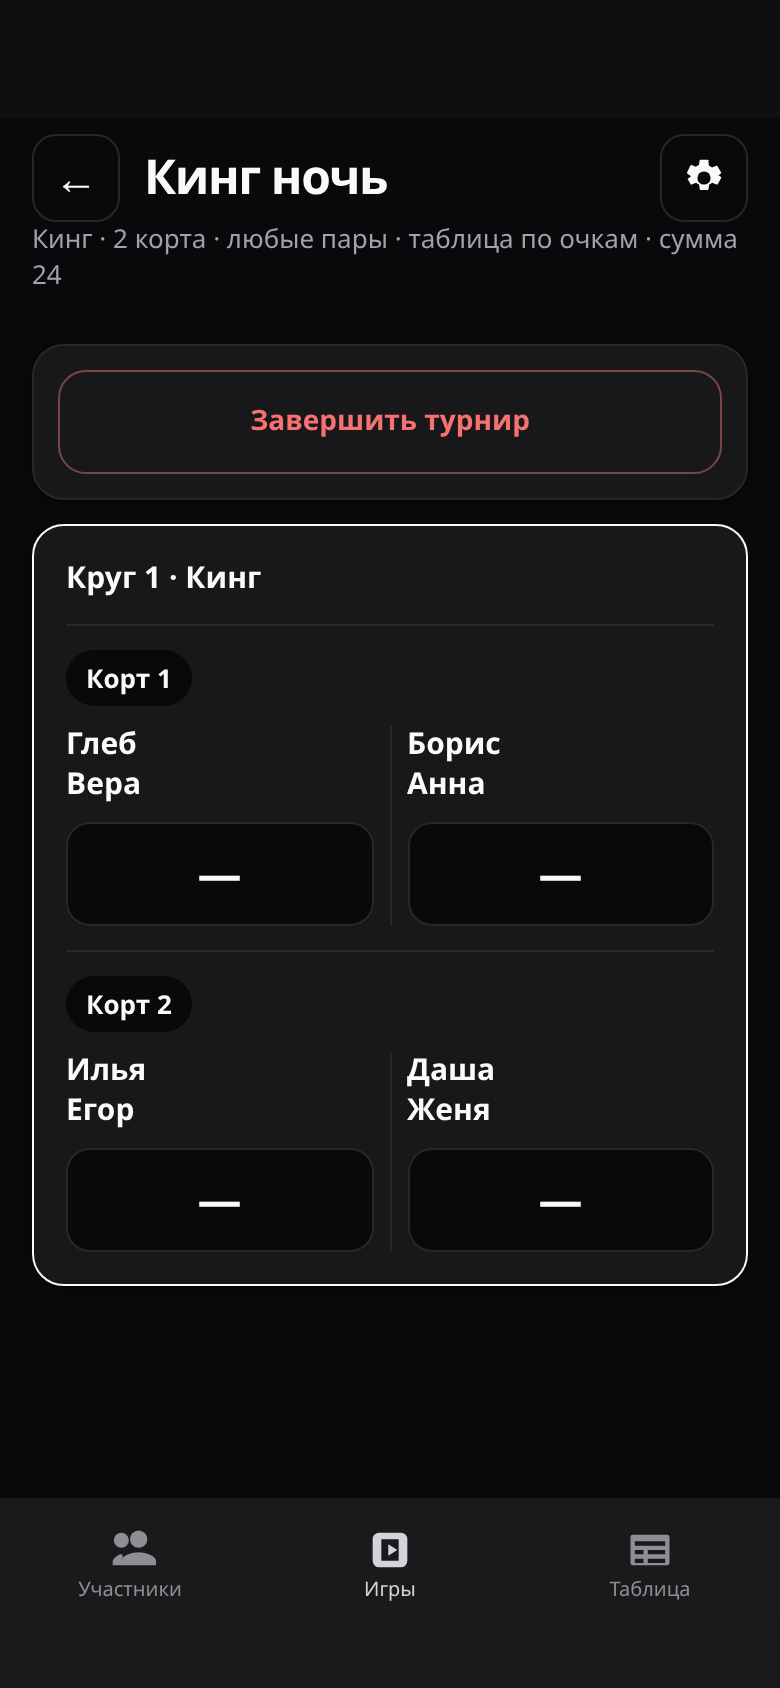 ← Кинг ночь
Кинг · 2 корта · любые пары · таблица по очкам · сумма
24
Завершить турнир
Круг 1 · Кинг
Корт 1
Глеб
Вера
Борис
Анна
—
—
Корт 2
Илья
Егор
Даша
Женя
—
—
Участники
Игры
Таблица